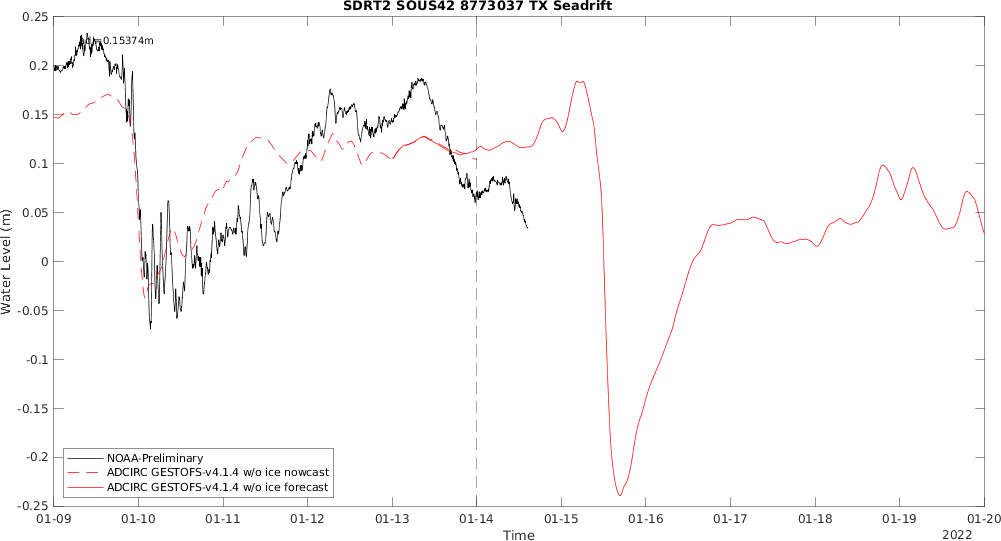 SDRT2 SOUS42 8773037 TX Seadrift
=0.15374m
Water Level (m)
0.25
0.2
0.15
0.1
0.05
0
-0.05
-0.1
-0.15
-0.2
-0.25
NOAA-Preliminary
ADCIRC GESTOFS-v4.1.4 w/o ice nowcast
ADCIRC GESTOFS-v4.1.4 w/o ice forecast
01-09 01-10 01-11 01-12 01-13 01-14 01-15 01-16 01-17 01-18 01-19 01-20
Time
2022